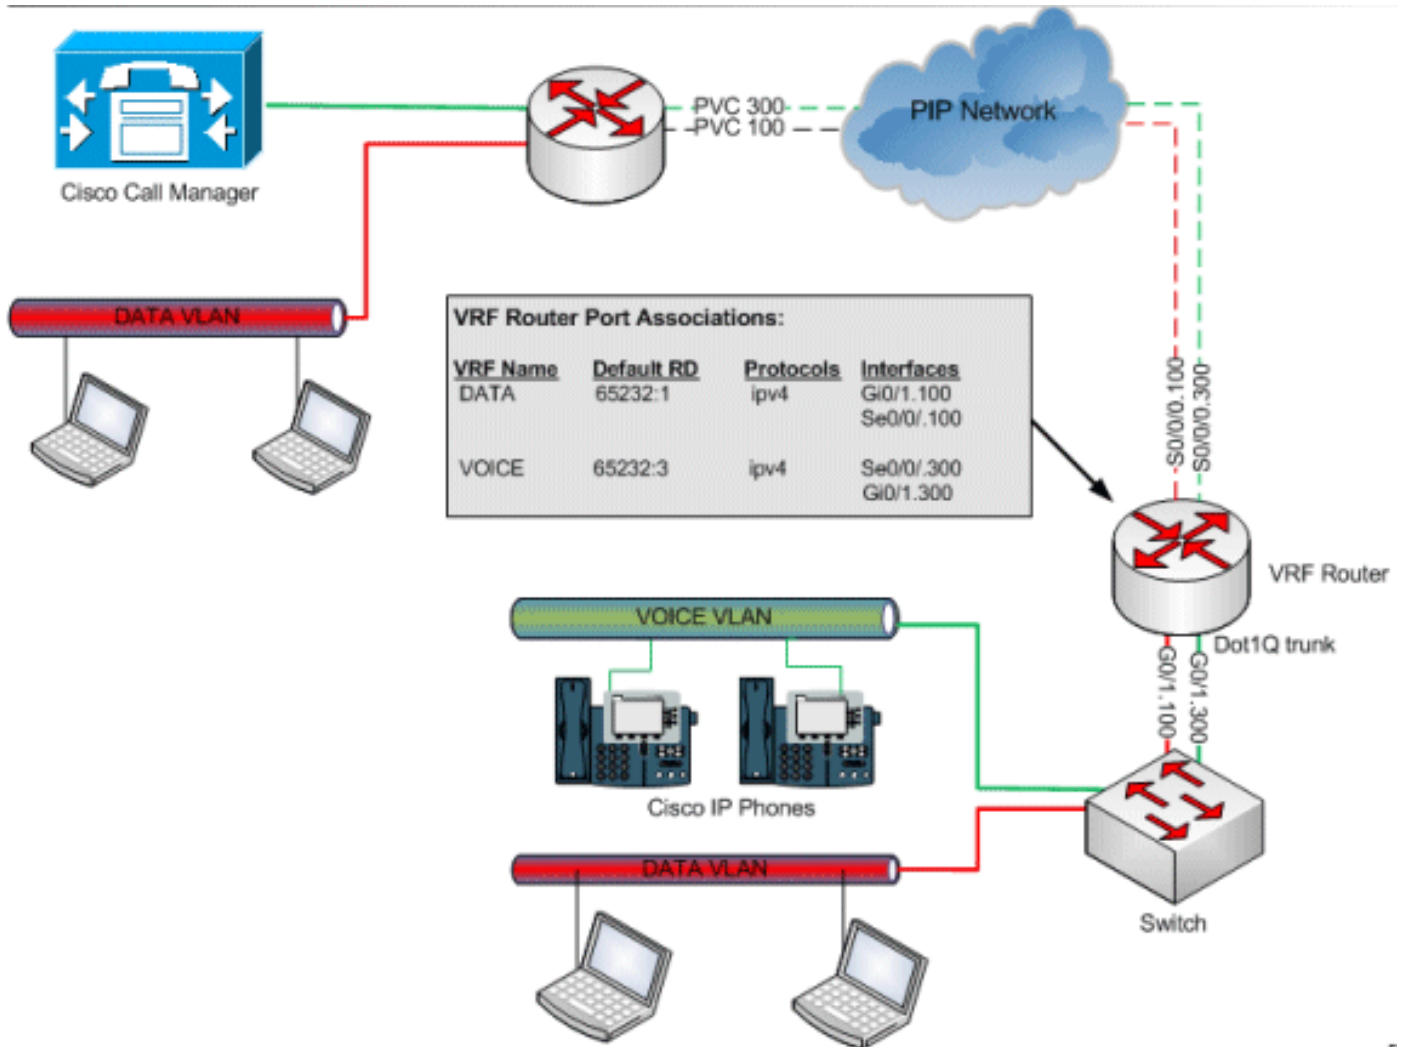 PVC 300
PVC 100
PIP Network
Cisco Call Manager
DATA VLAN
VRF Router Port Associations:
VRF Name Default RD Protocols Interfaces
DATA 65232:1 ipv4 Gi0/1.100
Se0/0/.100
VOICE 65232:3 ipv4 Se0/0/.300
Gi0/1.300
S0/0/0.100
S0/0/0.300
VRF Router
Dot1Q trunk
G0/1.100
G0/1.300
VOICE VLAN
Cisco IP Phones
DATA VLAN
Switch